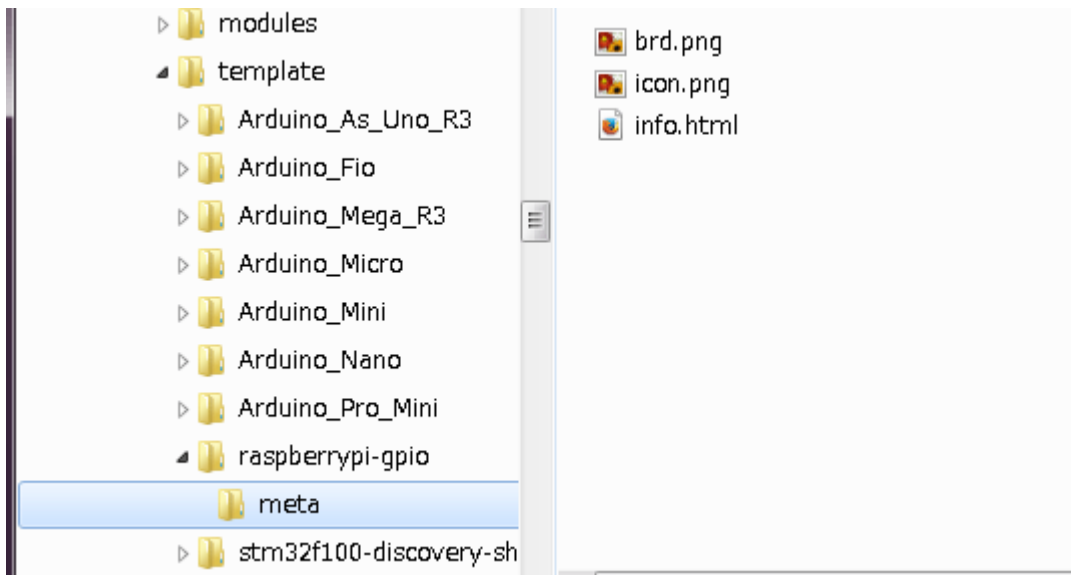 modules
template
Arduino_As_Uno_R3
Arduino_Fio
Arduino_Mega_R3
Arduino_Micro
Arduino_Mini
Arduino_Nano
Arduino_Pro_Mini
raspberrypi-gpio
meta
stm32f100-discovery-sh
brd.png
icon.png
info.html